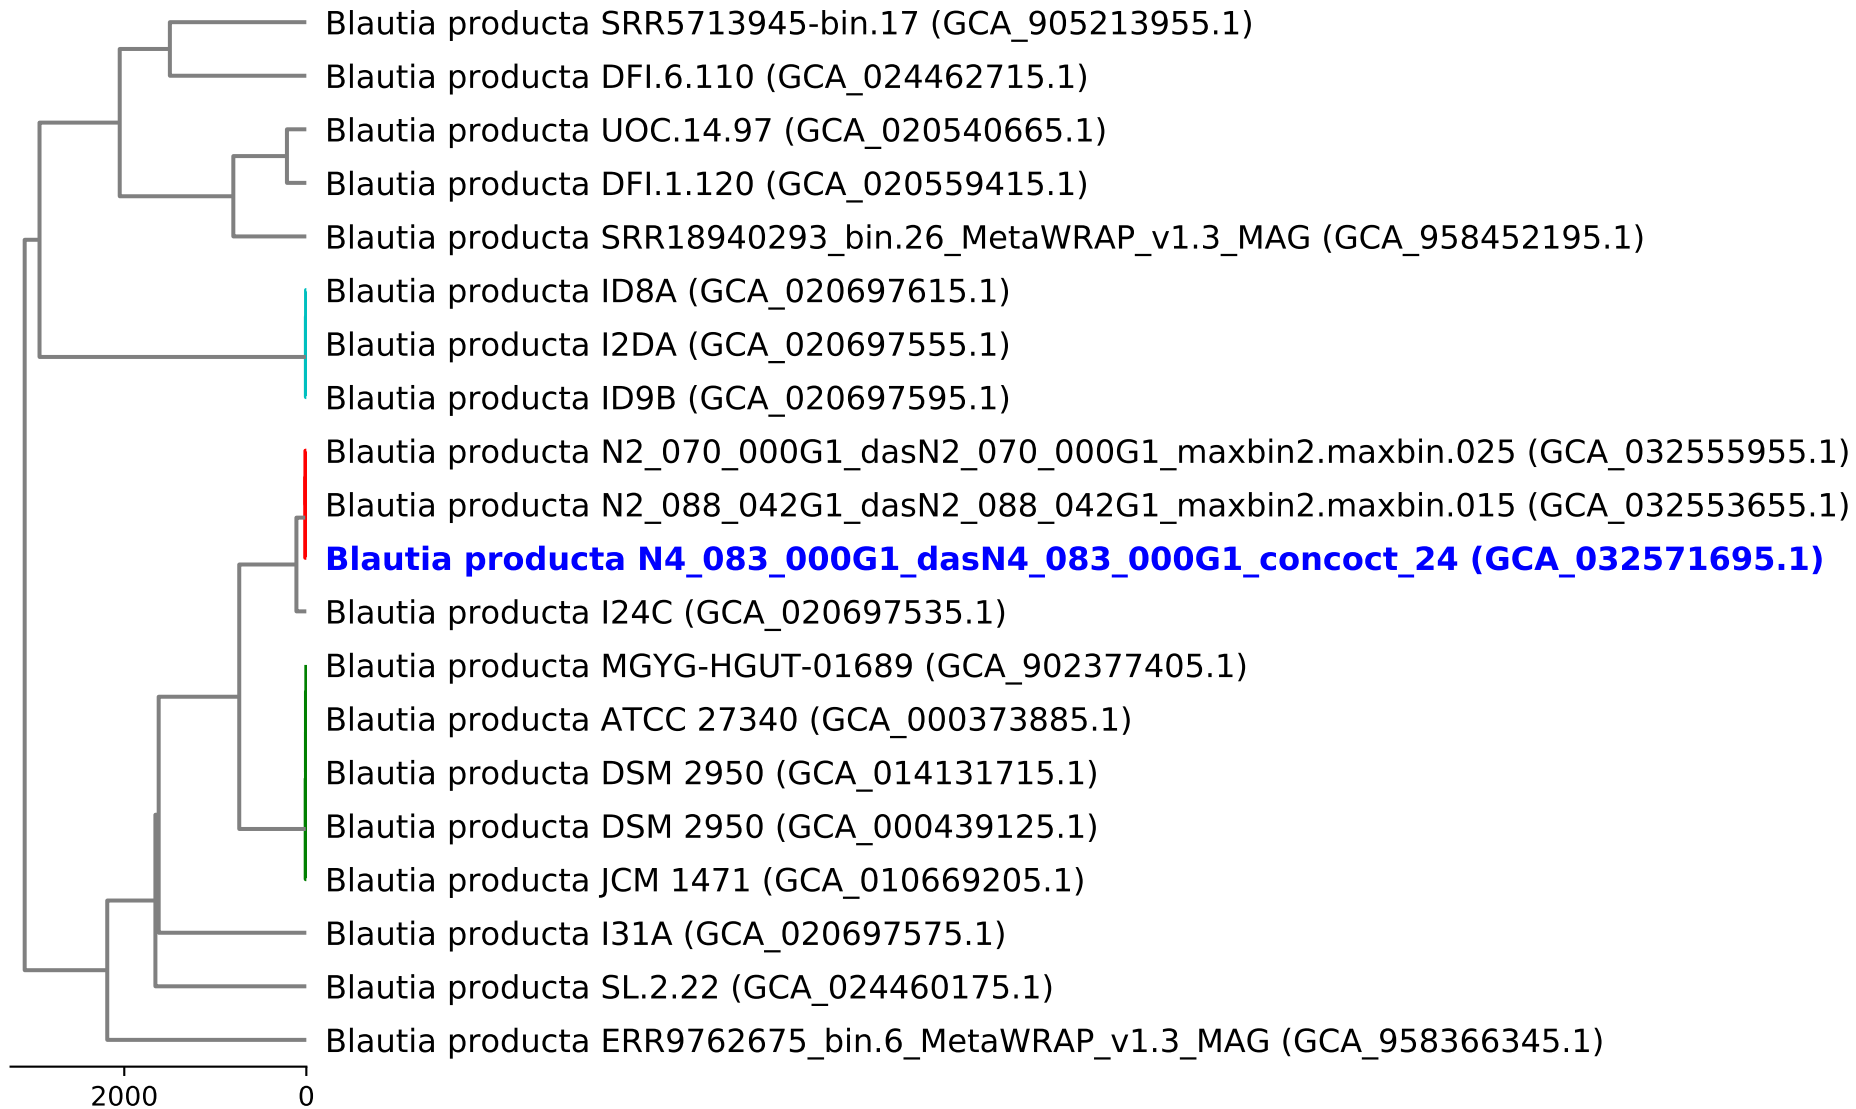 Blautia producta SRR5713945-bin.17 (GCA_905213955.1)
Blautia producta DFI.6.110 (GCA_024462715.1)
Blautia producta UOC.14.97 (GCA_020540665.1)
Blautia producta DFI.1.120 (GCA_020559415.1)
Blautia producta SRR18940293_bin.26_MetaWRAP_v1.3_MAG (GCA_958452195.1)
Blautia producta ID8A (GCA_020697615.1)
Blautia producta I2DA (GCA_020697555.1)
Blautia producta ID9B (GCA_020697595.1)
Blautia producta N2_070_000G1_dasN2_070_000G1_maxbin2.maxbin.025 (GCA_032555955.1)
Blautia producta N2_088_042G1_dasN2_088_042G1_maxbin2.maxbin.015 (GCA_032553655.1)
Blautia producta N4_083_000G1_dasN4_083_000G1_concoct_24 (GCA_032571695.1)
Blautia producta I24C (GCA_020697535.1)
Blautia producta MGYG-HGUT-01689 (GCA_902377405.1)
Blautia producta ATCC 27340 (GCA_000373885.1)
Blautia producta DSM 2950 (GCA_014131715.1)
Blautia producta DSM 2950 (GCA_000439125.1)
Blautia producta JCM 1471 (GCA_010669205.1)
Blautia producta I31A (GCA_020697575.1)
Blautia producta SL.2.22 (GCA_024460175.1)
Blautia producta ERR9762675_bin.6_MetaWRAP_v1.3_MAG (GCA_958366345.1)
2000 0